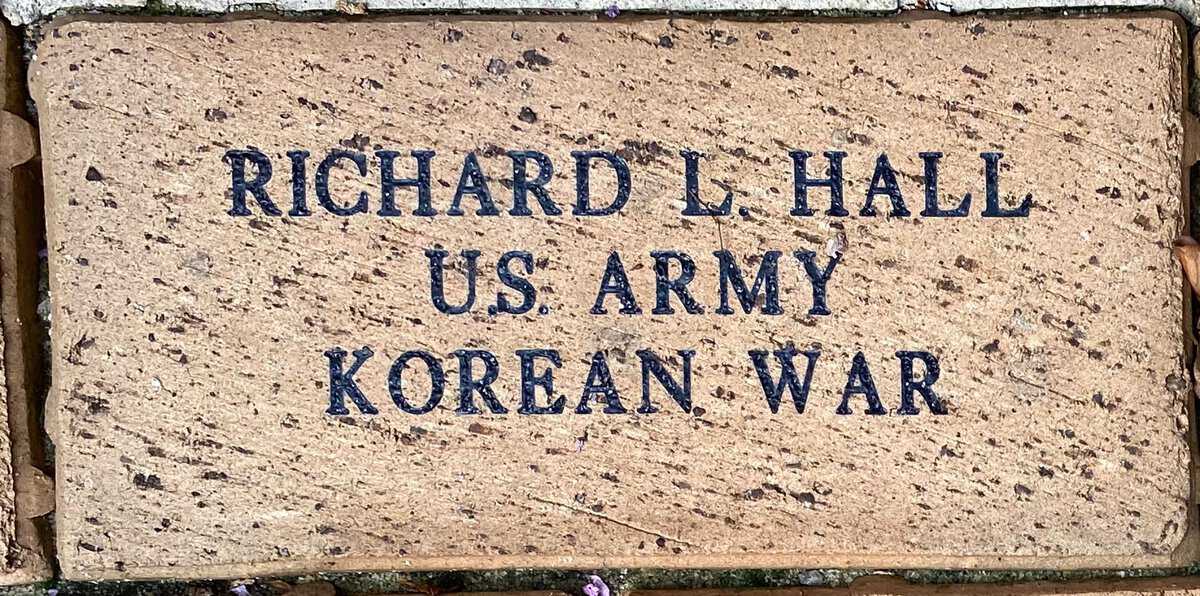 RICHARD L. HALL
U.S. ARMY
KOREAN WAR